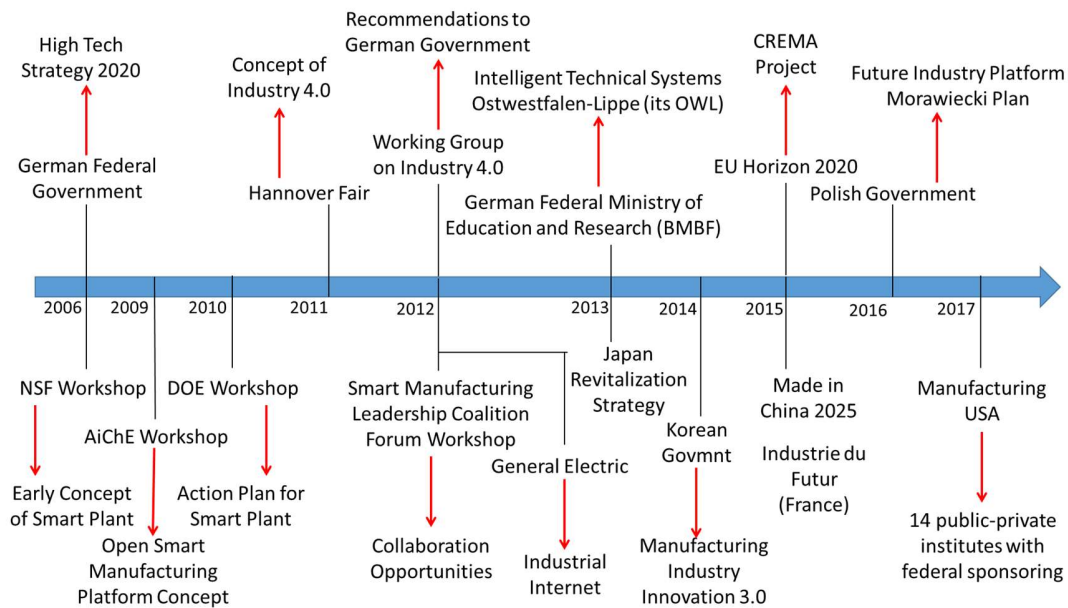 High Tech
Strategy 2020
German Federal
Government
Concept of
Industry 4.0
Hannover Fair
Recommendations to
German Government
Working Group
on Industry 4.0
Intelligent Technical Systems
Ostwestfalen-Lippe (its OWL)
German Federal Ministry of
Education and Research (BMBF)
CREMA
Project
EU Horizon 2020
Future Industry Platform
Morawiecki Plan
Polish Government
2006
2009
2010
2011
2012
2013
2014
2015
2016
2017
NSF Workshop
Early Concept
of Smart Plant
AiChE Workshop
Open Smart
Manufacturing
Platform Concept
DOE Workshop
Action Plan for
Smart Plant
Smart Manufacturing
Leadership Coalition
Forum Workshop
Collaboration
Opportunities
General Electric
Industrial
Internet
Japan
Revitalization
Strategy
Korean
Govmnt
Manufacturing
Industry
Innovation 3.0
Made in
China 2025
Industrie du
Futur
(France)
Manufacturing
USA
14 public-private
institutes with
federal sponsoring